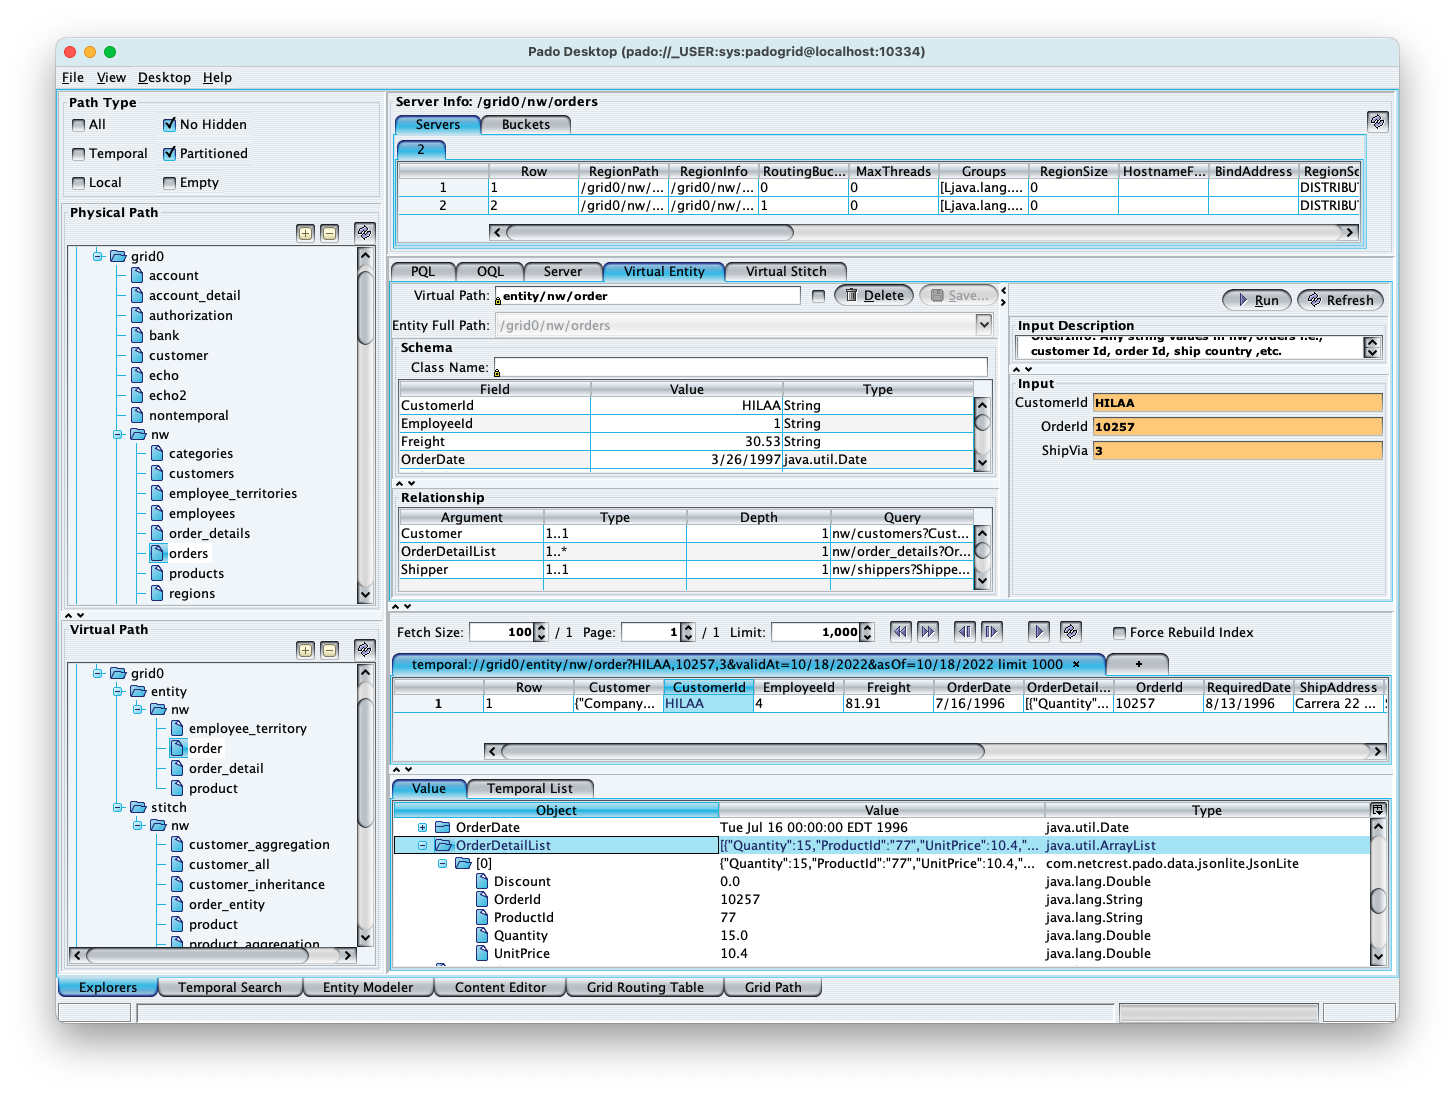 Pado Desktop (pado://_USER:sys:padogrid@localhost:10334)
File View Desktop Help
Path Type
All No Hidden
Temporal Partitioned
Local Empty
Physical Path
grid0
account
account_detail
authorization
bank
customer
echo
echo2
nontemporal
nw
categories
customers
employee_territories
employees
order_details
orders
products
regions
Virtual Path
grid0
entity
nw
employee_territory
order
order_detail
product
stitch
nw
customer_aggregation
customer_all
customer_inheritance
order_entity
product
product_aggregation
Server Info: /grid0/nw/orders
Servers Buckets
2
Row RegionPath RegionInfo RoutingBuc... MaxThreads Groups RegionSize HostnameF... BindAddress RegionSc
1 1 /grid0/nw/... /grid0/nw/... 0 0 [Ljava.lang.... 0 DISTRIBUT
2 2 /grid0/nw/... /grid0/nw/... 1 0 [Ljava.lang.... 0 DISTRIBUT
PQL OQL Server Virtual Entity Virtual Stitch
Virtual Path: entity/nw/order Delete Save...
Entity Full Path: /grid0/nw/orders
Schema
Class Name:
Field Value Type
CustomerId HILAA String
EmployeeId 1 String
Freight 30.53 String
OrderDate 3/26/1997 java.util.Date
Relationship
Argument Type Depth Query
Customer 1..1 1 nw/customers?Cust...
OrderDetailList 1..* 1 nw/order_details?Or...
Shipper 1..1 1 nw/shippers?Shippe...
Run Refresh
Input Description
OrderInfo: Any string values in nw/orders i.e.,
customer Id, order Id, ship country ,etc.
Input
CustomerId HILAA
OrderId 10257
ShipVia 3
Fetch Size: 100 / 1 Page: 1 / 1 Limit: 1,000 Force Rebuild Index
temporal://grid0/entity/nw/order?HILAA,10257,3&validAt=10/18/2022&asOf=10/18/2022 limit 1000 × +
Row Customer CustomerId EmployeeId Freight OrderDate OrderDetail... OrderId RequiredDate ShipAddress
1 1 {"Company... HILAA 4 81.91 7/16/1996 [{"Quantity"... 10257 8/13/1996 Carrera 22 ...
Value Temporal List
Object Value Type
OrderDate Tue Jul 16 00:00:00 EDT 1996 java.util.Date
OrderDetailList [{"Quantity":15,"ProductId":"77","UnitPrice":10.4,"... java.util.ArrayList
[0] {"Quantity":15,"ProductId":"77","UnitPrice":10.4,"... com.netcrest.pado.data.jsonlite.JsonLite
Discount 0.0 java.lang.Double
OrderId 10257 java.lang.String
ProductId 77 java.lang.String
Quantity 15.0 java.lang.Double
UnitPrice 10.4 java.lang.Double
Explorers Temporal Search Entity Modeler Content Editor Grid Routing Table Grid Path